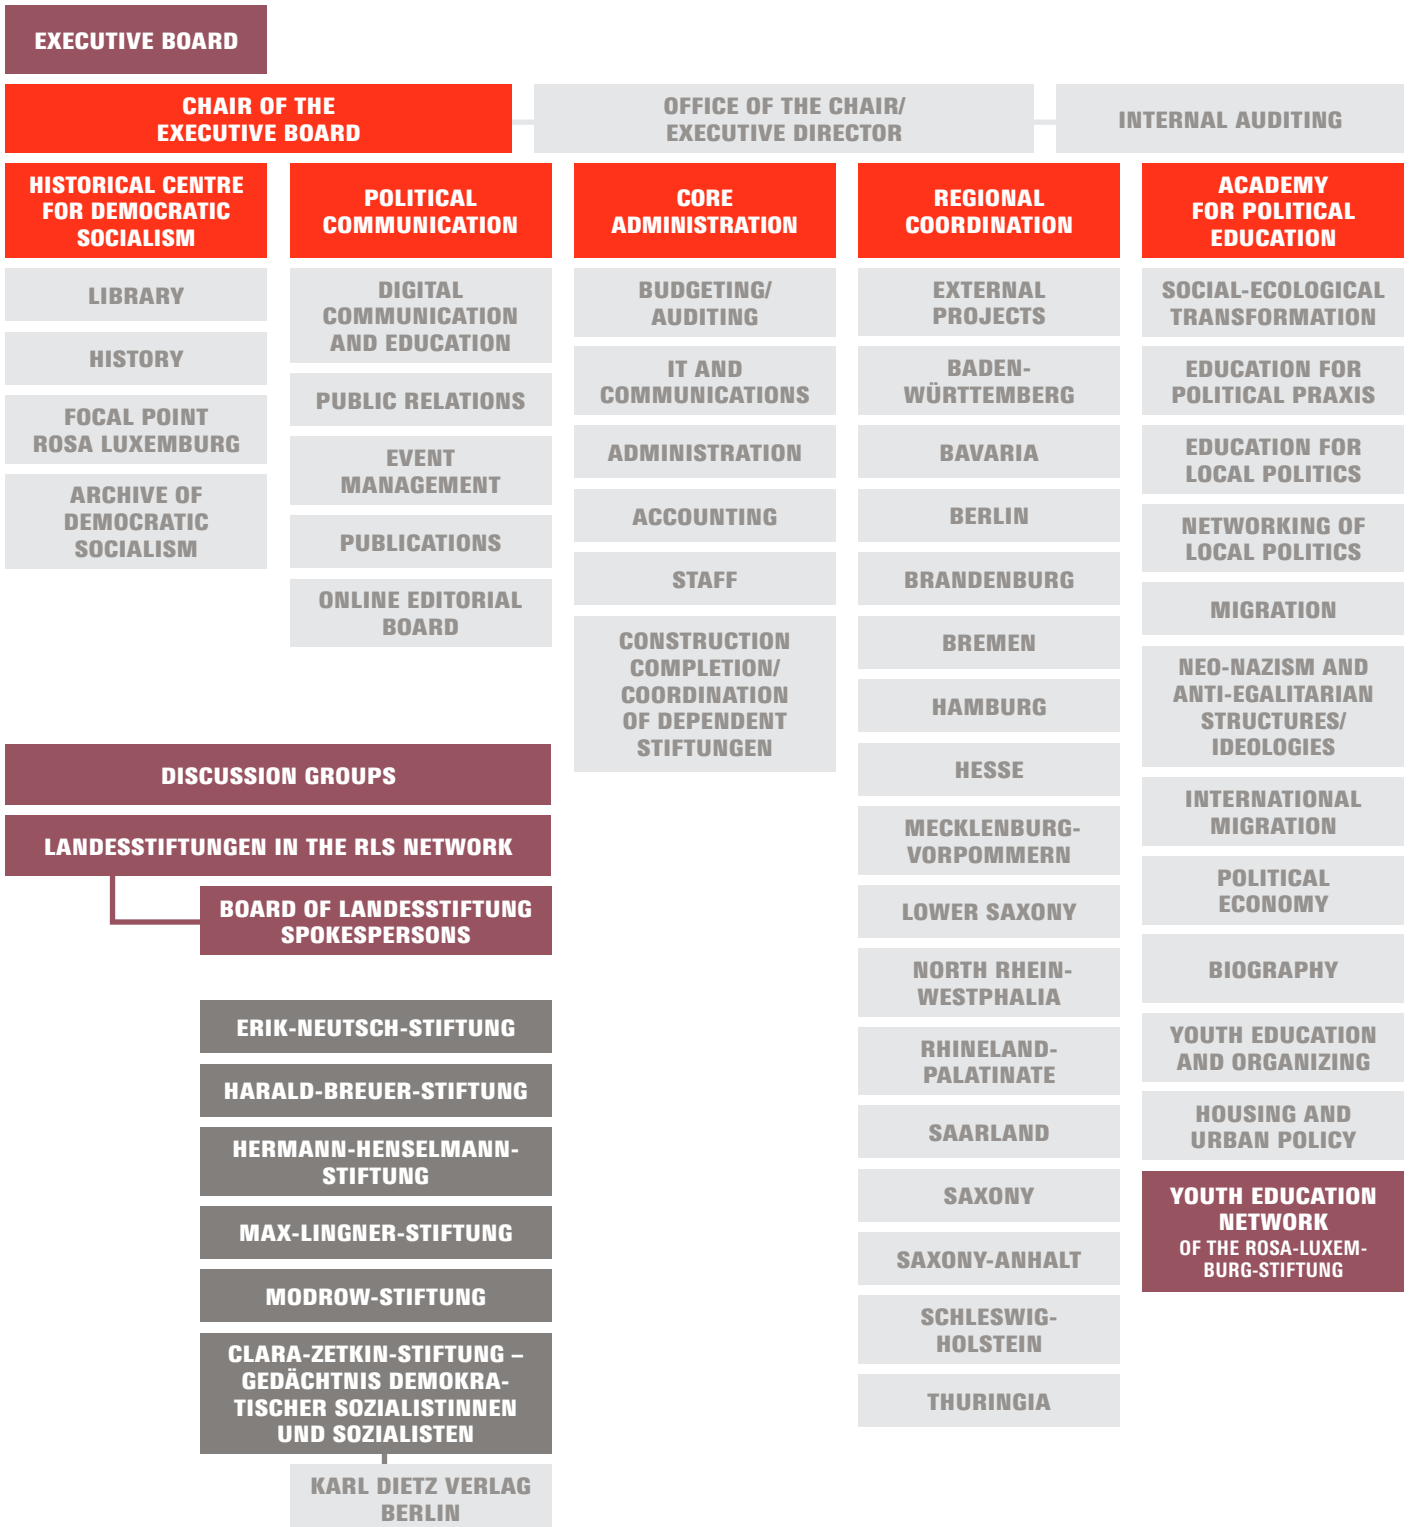 EXECUTIVE BOARD
CHAIR OF THE
EXECUTIVE BOARD
OFFICE OF THE CHAIR/
EXECUTIVE DIRECTOR
INTERNAL AUDITING
HISTORICAL CENTRE
FOR DEMOCRATIC
SOCIALISM
LIBRARY
HISTORY
FOCAL POINT
ROSA LUXEMBURG
ARCHIVE OF
DEMOCRATIC
SOCIALISM
POLITICAL
COMMUNICATION
DIGITAL
COMMUNICATION
AND EDUCATION
PUBLIC RELATIONS
EVENT
MANAGEMENT
PUBLICATIONS
ONLINE EDITORIAL
BOARD
CORE
ADMINISTRATION
BUDGETING/
AUDITING
IT AND
COMMUNICATIONS
ADMINISTRATION
ACCOUNTING
STAFF
CONSTRUCTION
COMPLETION/
COORDINATION
OF DEPENDENT
STIFTUNGEN
REGIONAL
COORDINATION
EXTERNAL
PROJECTS
BADEN-
WÜRTTEMBERG
BAVARIA
BERLIN
BRANDENBURG
BREMEN
HAMBURG
HESSE
MECKLENBURG-
VORPOMMERN
LOWER SAXONY
NORTH RHEIN-
WESTPHALIA
RHINELAND-
PALATINATE
SAARLAND
SAXONY
SAXONY-ANHALT
SCHLESWIG-
HOLSTEIN
THURINGIA
ACADEMY
FOR POLITICAL
EDUCATION
SOCIAL-ECOLOGICAL
TRANSFORMATION
EDUCATION FOR
POLITICAL PRAXIS
EDUCATION FOR
LOCAL POLITICS
NETWORKING OF
LOCAL POLITICS
MIGRATION
NEO-NAZISM AND
ANTI-EGALITARIAN
STRUCTURES/
IDEOLOGIES
INTERNATIONAL
MIGRATION
POLITICAL
ECONOMY
BIOGRAPHY
YOUTH EDUCATION
AND ORGANIZING
HOUSING AND
URBAN POLICY
YOUTH EDUCATION
NETWORK
OF THE ROSA-LUXEM-
BURG-STIFTUNG
DISCUSSION GROUPS
LANDESSTIFTUNGEN IN THE RLS NETWORK
BOARD OF LANDESSTIFTUNG
SPOKESPERSONS
ERIK-NEUTSCH-STIFTUNG
HARALD-BREUER-STIFTUNG
HERMANN-HENSELMANN-
STIFTUNG
MAX-LINGNER-STIFTUNG
MODROW-STIFTUNG
CLARA-ZETKIN-STIFTUNG –
GEDÄCHTNIS DEMOKRA-
TISCHER SOZIALISTINNEN
UND SOZIALISTEN
KARL DIETZ VERLAG
BERLIN